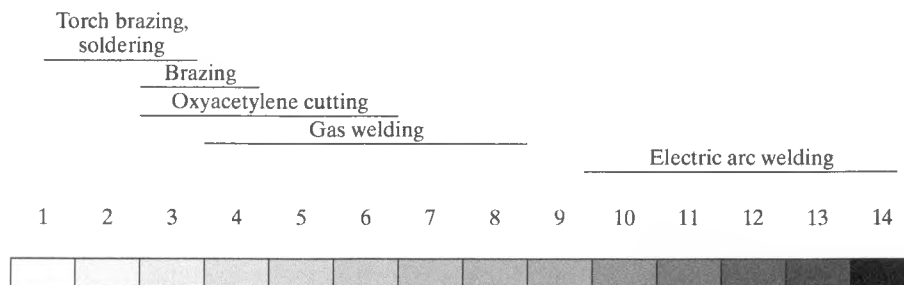 Torch brazing,
soldering
Brazing
Oxyacetylene cutting
Gas welding
Electric arc welding
1 2 3 4 5 6 7 8 9 10 11 12 13 14